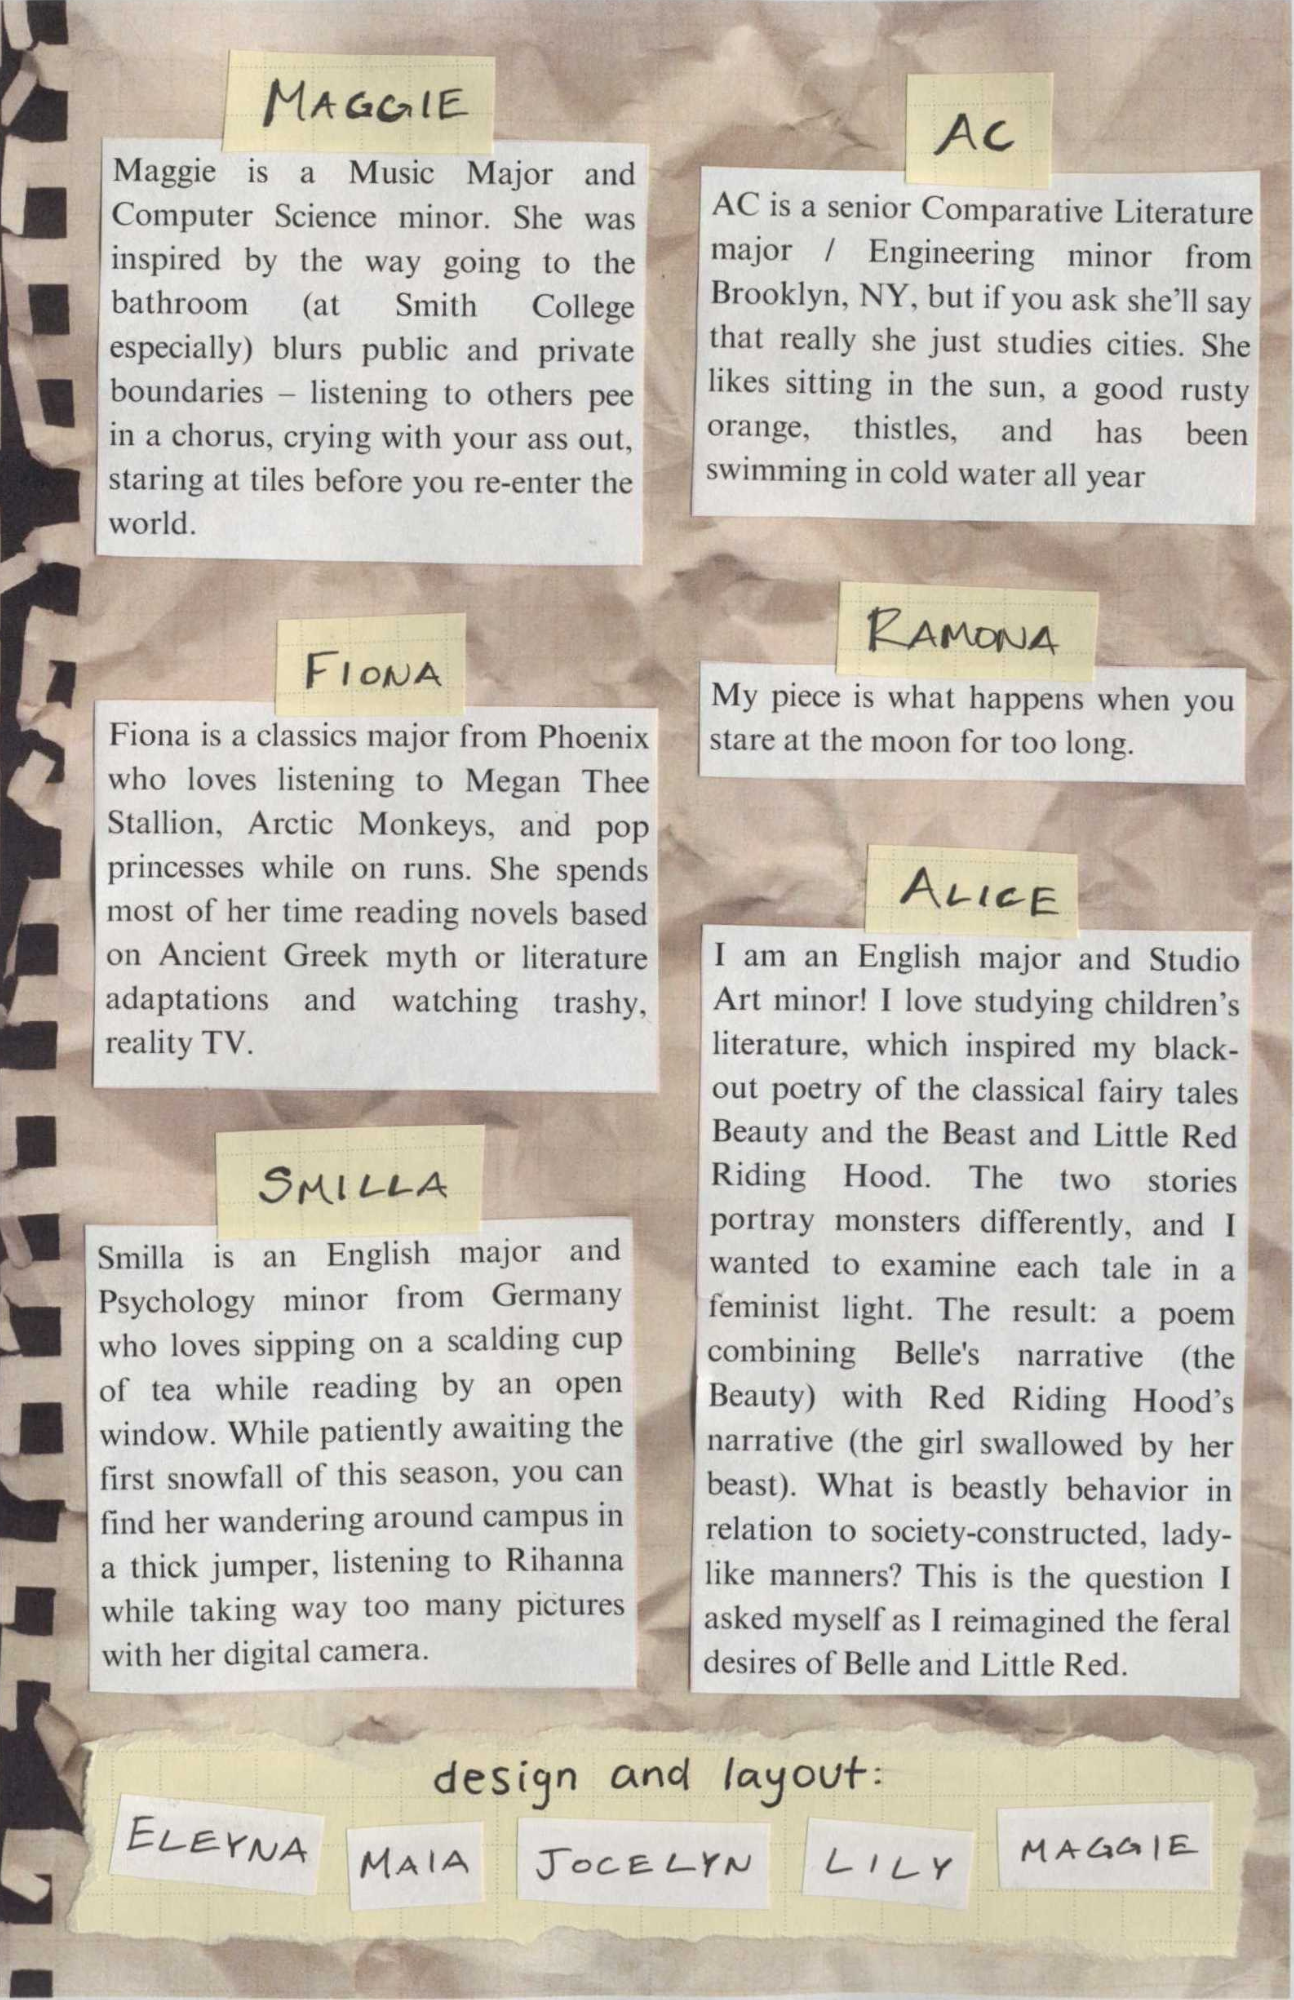 MAGGIE
Maggie is a Music Major and
Computer Science minor. She was
inspired by the way going to the
bathroom (at Smith College
especially) blurs public and private
boundaries – listening to others pee
in a chorus, crying with your ass out,
staring at tiles before you re-enter the
world.
FIONA
Fiona is a classics major from Phoenix
who loves listening to Megan Thee
Stallion, Arctic Monkeys, and pop
princesses while on runs. She spends
most of her time reading novels based
on Ancient Greek myth or literature
adaptations and watching trashy,
reality TV.
SMILLA
Smilla is an English major and
Psychology minor from Germany
who loves sipping on a scalding cup
of tea while reading by an open
window. While patiently awaiting the
first snowfall of this season, you can
find her wandering around campus in
a thick jumper, listening to Rihanna
while taking way too many pictures
with her digital camera.
AC
AC is a senior Comparative Literature
major / Engineering minor from
Brooklyn, NY, but if you ask she’ll say
that really she just studies cities. She
likes sitting in the sun, a good rusty
orange, thistles, and has been
swimming in cold water all year
RAMONA
My piece is what happens when you
stare at the moon for too long.
ALICE
I am an English major and Studio
Art minor! I love studying children’s
literature, which inspired my black-
out poetry of the classical fairy tales
Beauty and the Beast and Little Red
Riding Hood. The two stories
portray monsters differently, and I
wanted to examine each tale in a
feminist light. The result: a poem
combining Belle's narrative (the
Beauty) with Red Riding Hood’s
narrative (the girl swallowed by her
beast). What is beastly behavior in
relation to society-constructed, lady-
like manners? This is the question I
asked myself as I reimagined the feral
desires of Belle and Little Red.
design and layout:
ELEYNA MAIA JOCELYN LILY MAGGIE